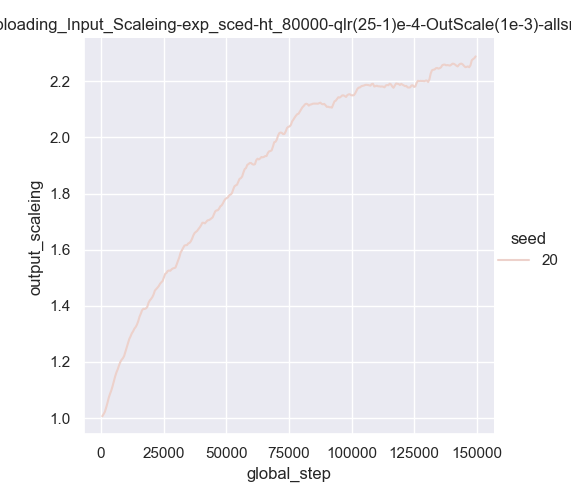 ploading_Input_Scaleing-exp_sced-ht_80000-qlr(25-1)e-4-OutScale(1e-3)-allsr
2.2
2.0
1.8
1.6
1.4
1.2
1.0
output_scaleing
0 25000 50000 75000 100000 125000 150000
global_step
seed
20